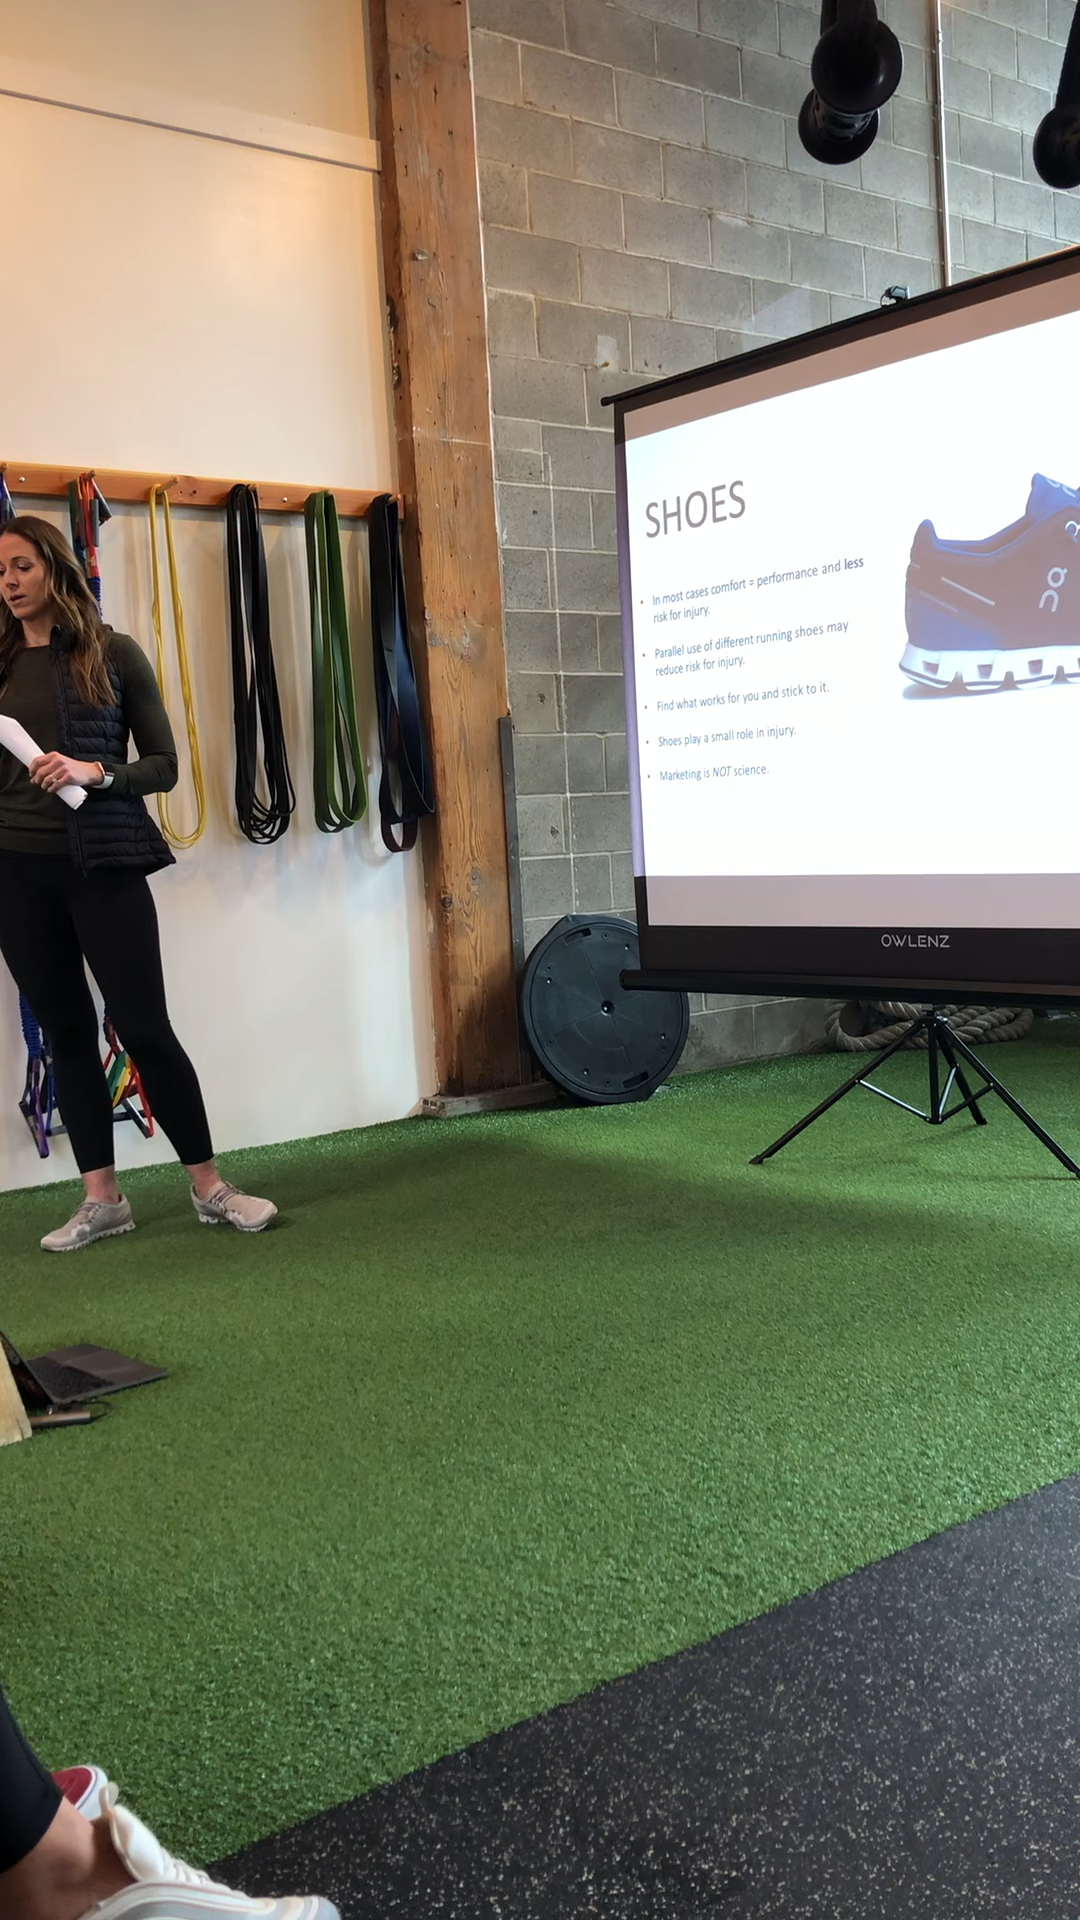 SHOES
• In most cases comfort = performance and less
risk for injury.
• Parallel use of different running shoes may
reduce risk for injury.
• Find what works for you and stick to it.
• Shoes play a small role in injury.
• Marketing is NOT science.
OWLENZ